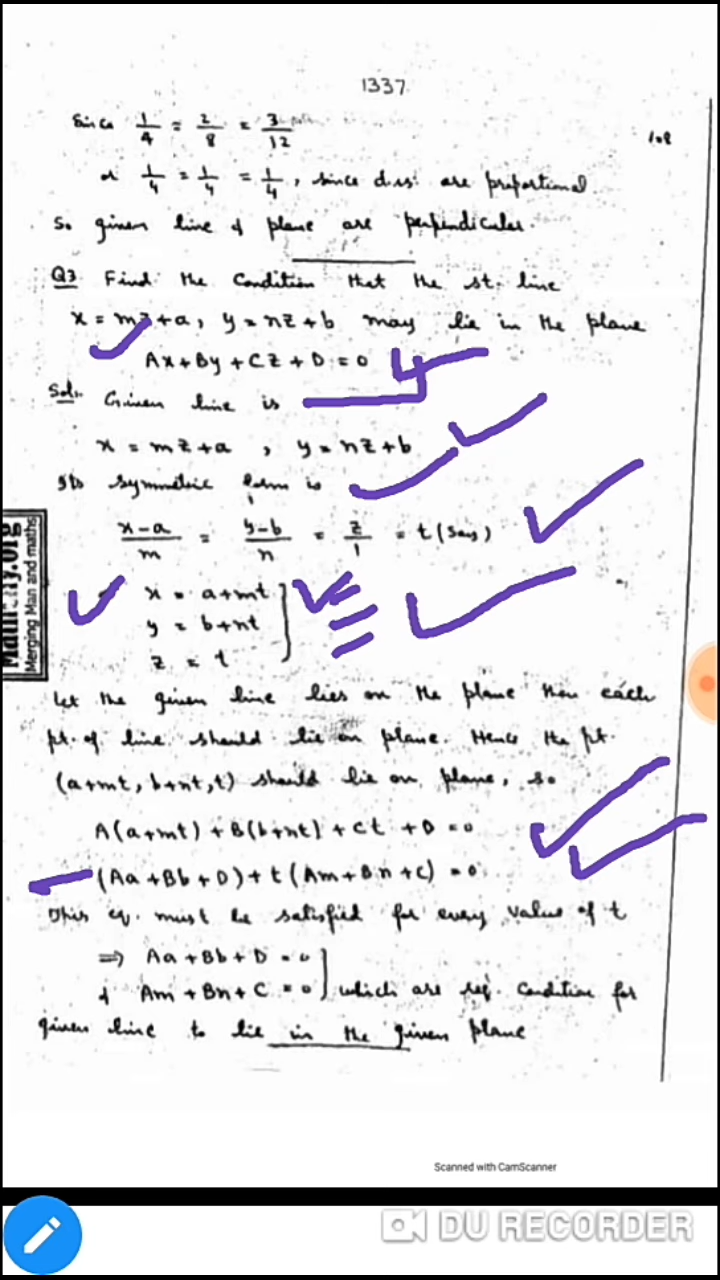 1337
108
Since 1/4 = 2/8 = 3/12
or 1/4 = 1/4 = 1/4, since d.rs. are proportional
So given line & plane are perpendicular.
Q3 Find the Condition that the st. line
x = mz+a, y = nz+b may lie in the plane
Ax+By+Cz+D=0
Sol. Given line is
x = mz+a , y = nz+b
Its symmetric form is
x-a/m = y-b/n = z/1 = t (say)
x = a+mt
y = b+nt
z = t
Let the given line lies on the plane then each
pt. of line should lie on plane. Hence the pt.
(a+mt, b+nt, t) should lie on plane, so
A(a+mt) + B(b+nt) + Ct + D = 0
(Aa+Bb+D) + t(Am+Bn+C) = 0
This eq. must be satisfied for every value of t
⇒ Aa+Bb+D = 0
& Am+Bn+C = 0 which are req. Condition for
given line to lie in the given plane
Merging Man and maths
Scanned with CamScanner
DU RECORDER